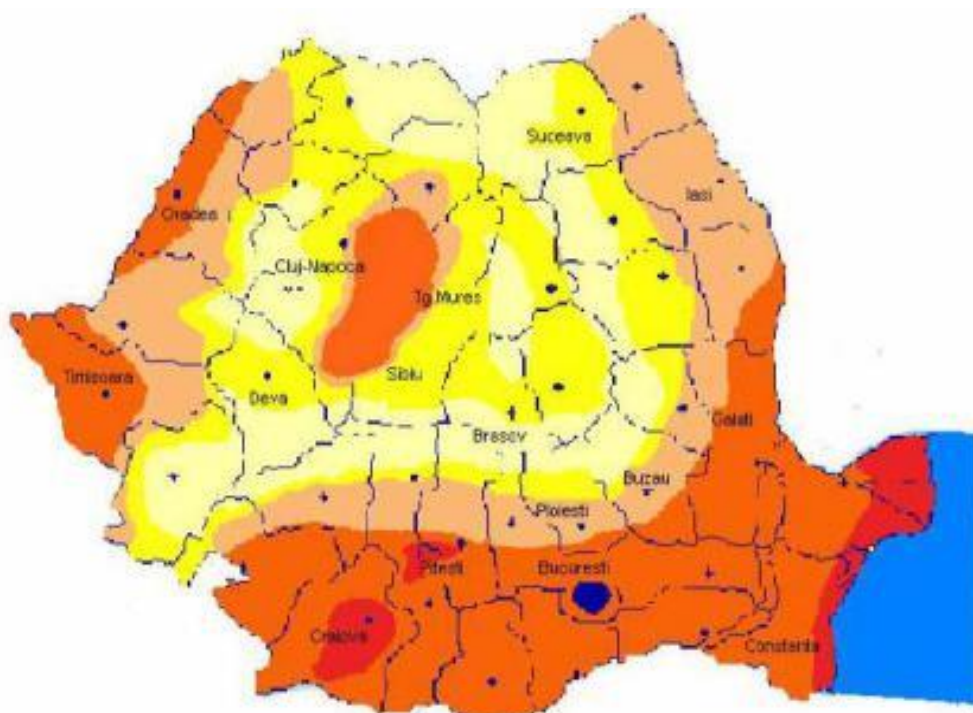 Suceava
Iasi
Oradea
Cluj-Napoca
Tg.Mures
Timisoara
Deva
Sibiu
Galati
Brasov
Buzau
Ploiesti
Pitesti
Bucuresti
Craiova
Constanta